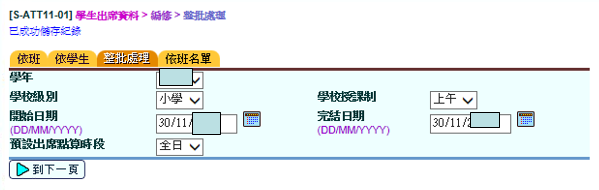 [S-ATT11-01] 學生出席資料 > 編修 > 整批處理
已成功儲存紀錄
依班 依學生 整批處理 依班名單
學年
學校級別 小學 學校授課制 上午
開始日期 30/11/ 完結日期 30/11/
(DD/MM/YYYY) (DD/MM/YYYY)
預設出席點算時段 全日
到下一頁